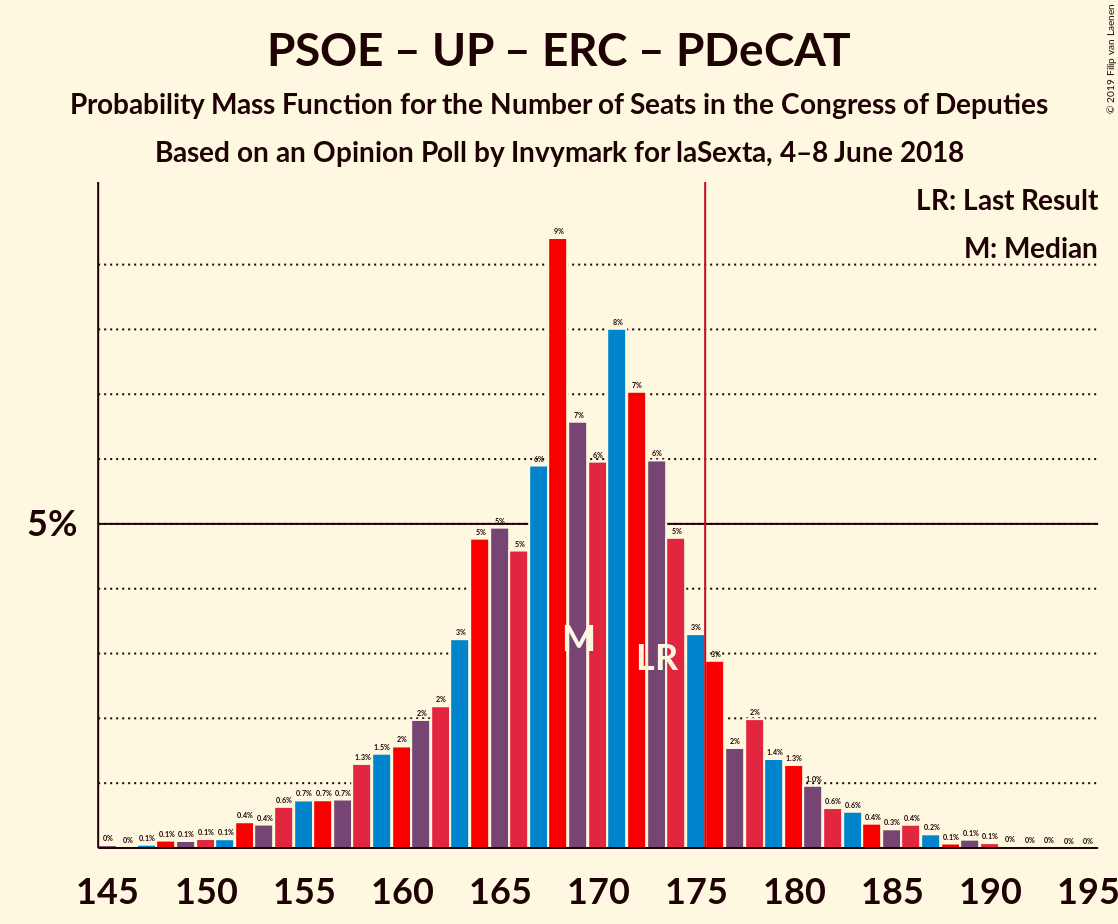 PSOE – UP – ERC – PDeCAT
Probability Mass Function for the Number of Seats in the Congress of Deputies
Based on an Opinion Poll by Invymark for laSexta, 4–8 June 2018
© 2019 Filip van Laenen
LR: Last Result
M: Median
5%
0% 0% 0.1% 0.1% 0.1% 0.1% 0.1% 0.4% 0.4% 0.6% 0.7% 0.7% 0.7% 1.3% 1.5% 2% 2% 2% 3% 5% 5% 5% 6% 9% 7% 6% 8% 7% 6% 5% 3% 3% 2% 2% 1.4% 1.3% 1.0% 0.6% 0.6% 0.4% 0.3% 0.4% 0.2% 0.1% 0.1% 0.1% 0% 0% 0% 0% 0%
M
LR
145 150 155 160 165 170 175 180 185 190 195